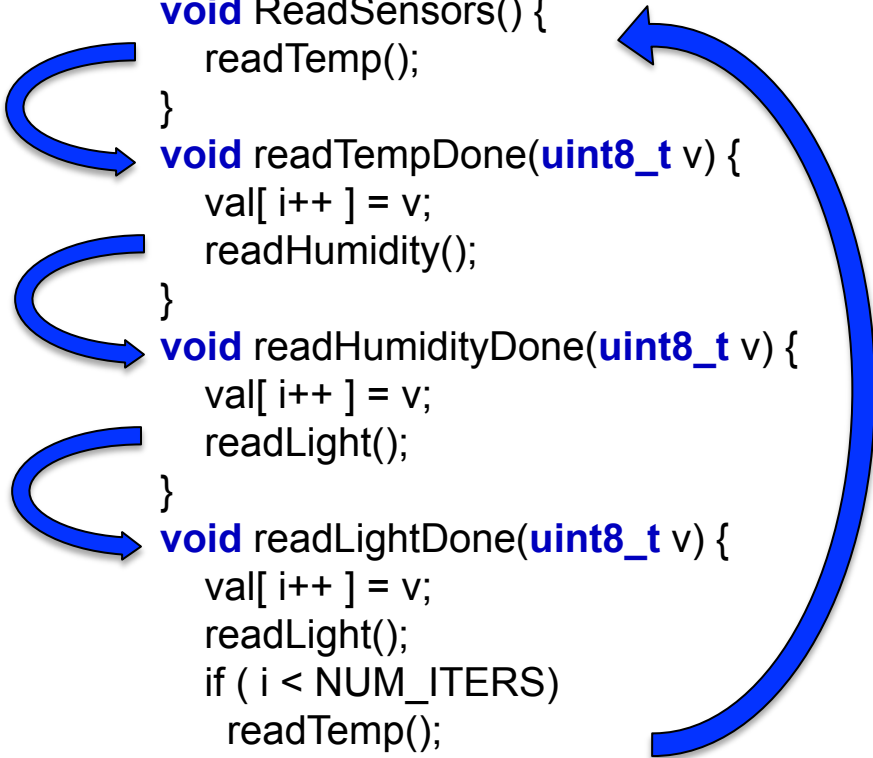 void ReadSensors() {
readTemp();
}
void readTempDone(uint8_t v) {
val[ i++ ] = v;
readHumidity();
}
void readHumidityDone(uint8_t v) {
val[ i++ ] = v;
readLight();
}
void readLightDone(uint8_t v) {
val[ i++ ] = v;
readLight();
if ( i < NUM_ITERS)
readTemp();